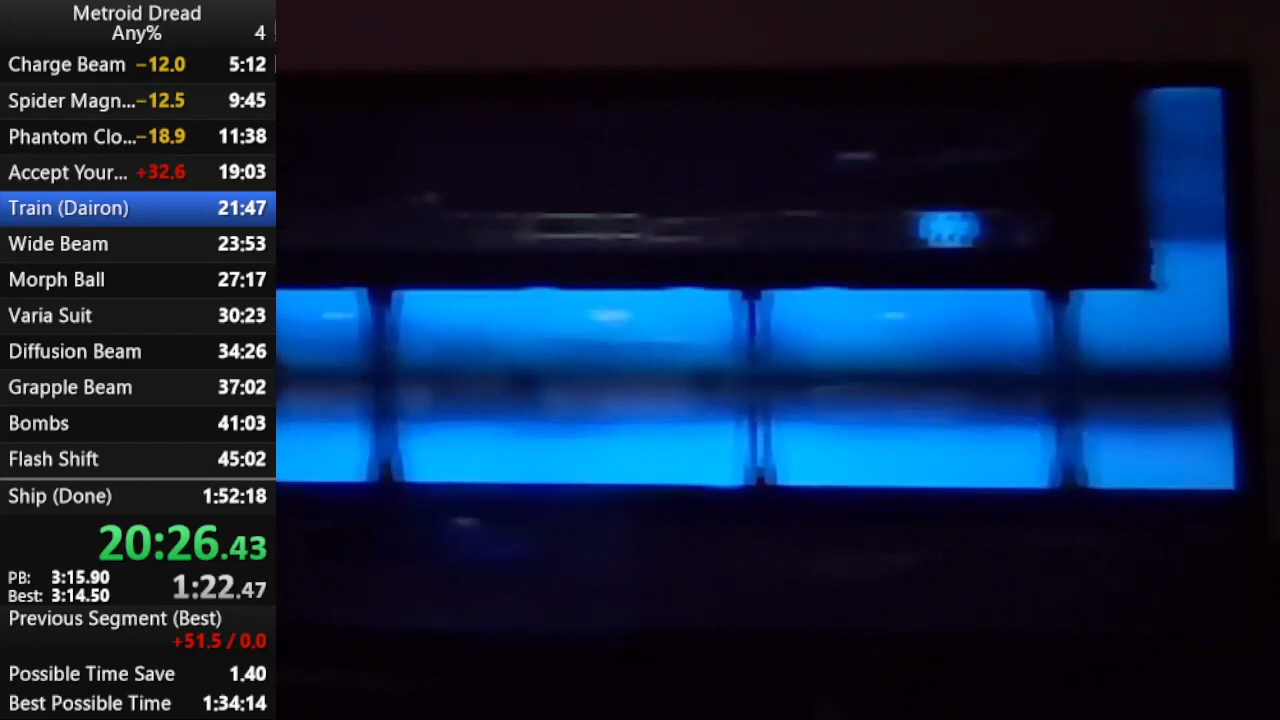 Metroid Dread
Any% 4
Charge Beam −12.0 5:12
Spider Magn... −12.5 9:45
Phantom Clo... −18.9 11:38
Accept Your... +32.6 19:03
Train (Dairon) 21:47
Wide Beam 23:53
Morph Ball 27:17
Varia Suit 30:23
Diffusion Beam 34:26
Grapple Beam 37:02
Bombs 41:03
Flash Shift 45:02
Ship (Done) 1:52:18
20:26.43
PB: 3:15.90
Best: 3:14.50
1:22.47
Previous Segment (Best)
+51.5 / 0.0
Possible Time Save 1.40
Best Possible Time 1:34:14